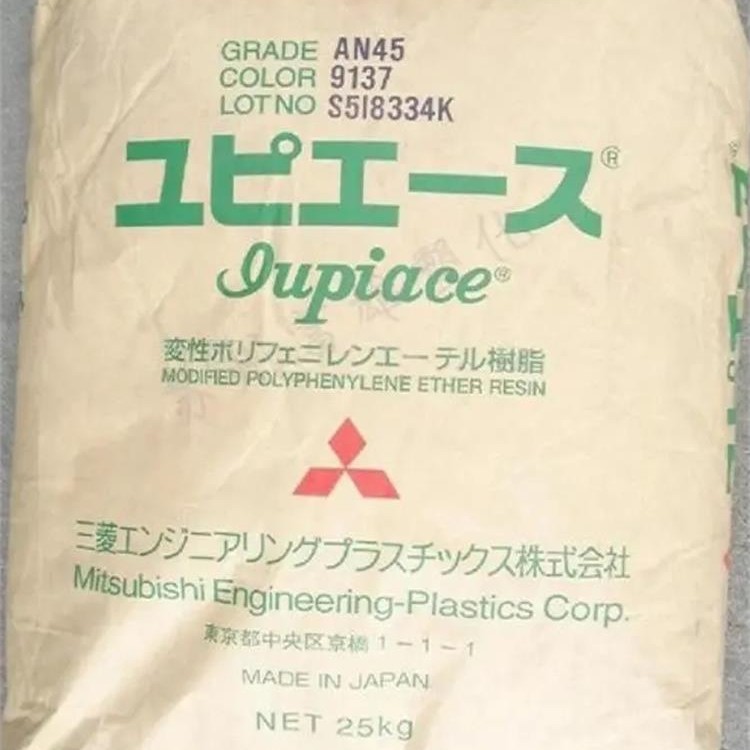 GRADE AN45
COLOR 9137
LOT NO S5I8334K
ユピエース®
Iupiace®
変性ポリフェニレンエーテル樹脂
MODIFIED POLYPHENYLENE ETHER RESIN
三菱エンジニアリングプラスチックス株式会社
Mitsubishi Engineering-Plastics Corp.
東京都中央区京橋1-1-1
MADE IN JAPAN
NET 25kg